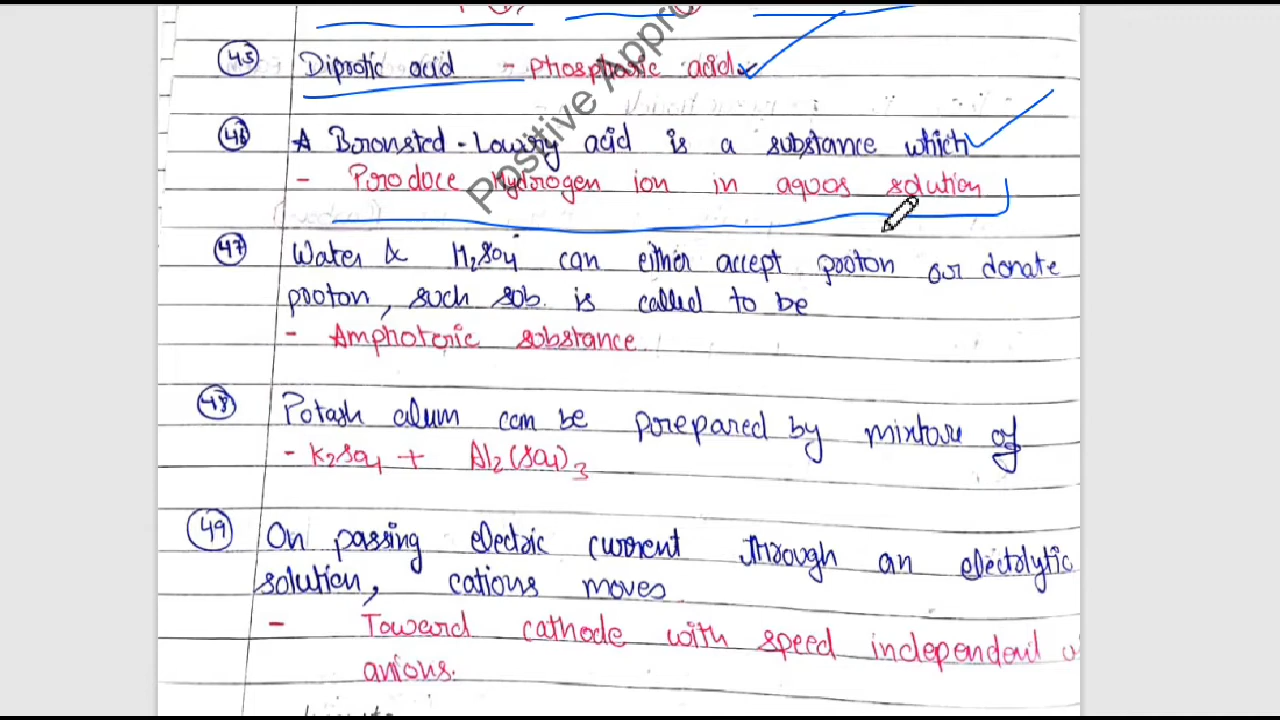 45 Diprotic acid - Phosphoric acid
46 A Bronsted - Lowry acid is a substance which
- Produce Hydrogen ion in aquos solution
Positive Appr
47 Water & H2SO4 can either accept proton or donate
proton, such sub. is called to be
- Amphoteric substance
48 Potash alum can be prepared by mixture of
- K2SO4 + Al2(SO4)3
49 On passing electric current through an electolytic
solution, cations moves
- Toward cathode with speed independent
anions.